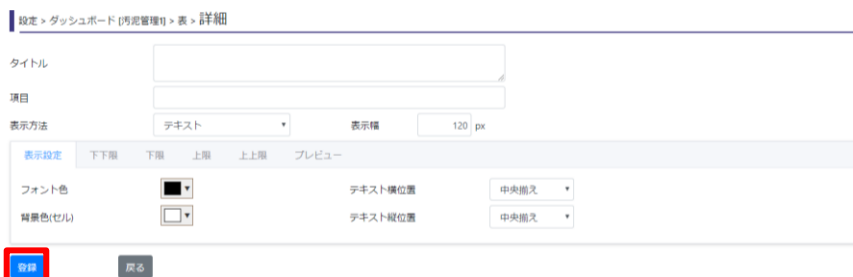 設定 > ダッシュボード [汚泥管理1] > 表 > 詳細
タイトル
項目
表示方法 テキスト 表示幅 120 px
表示設定 下下限 下限 上限 上上限 プレビュー
フォント色 テキスト横位置 中央揃え
背景色(セル) テキスト縦位置 中央揃え
登録 戻る